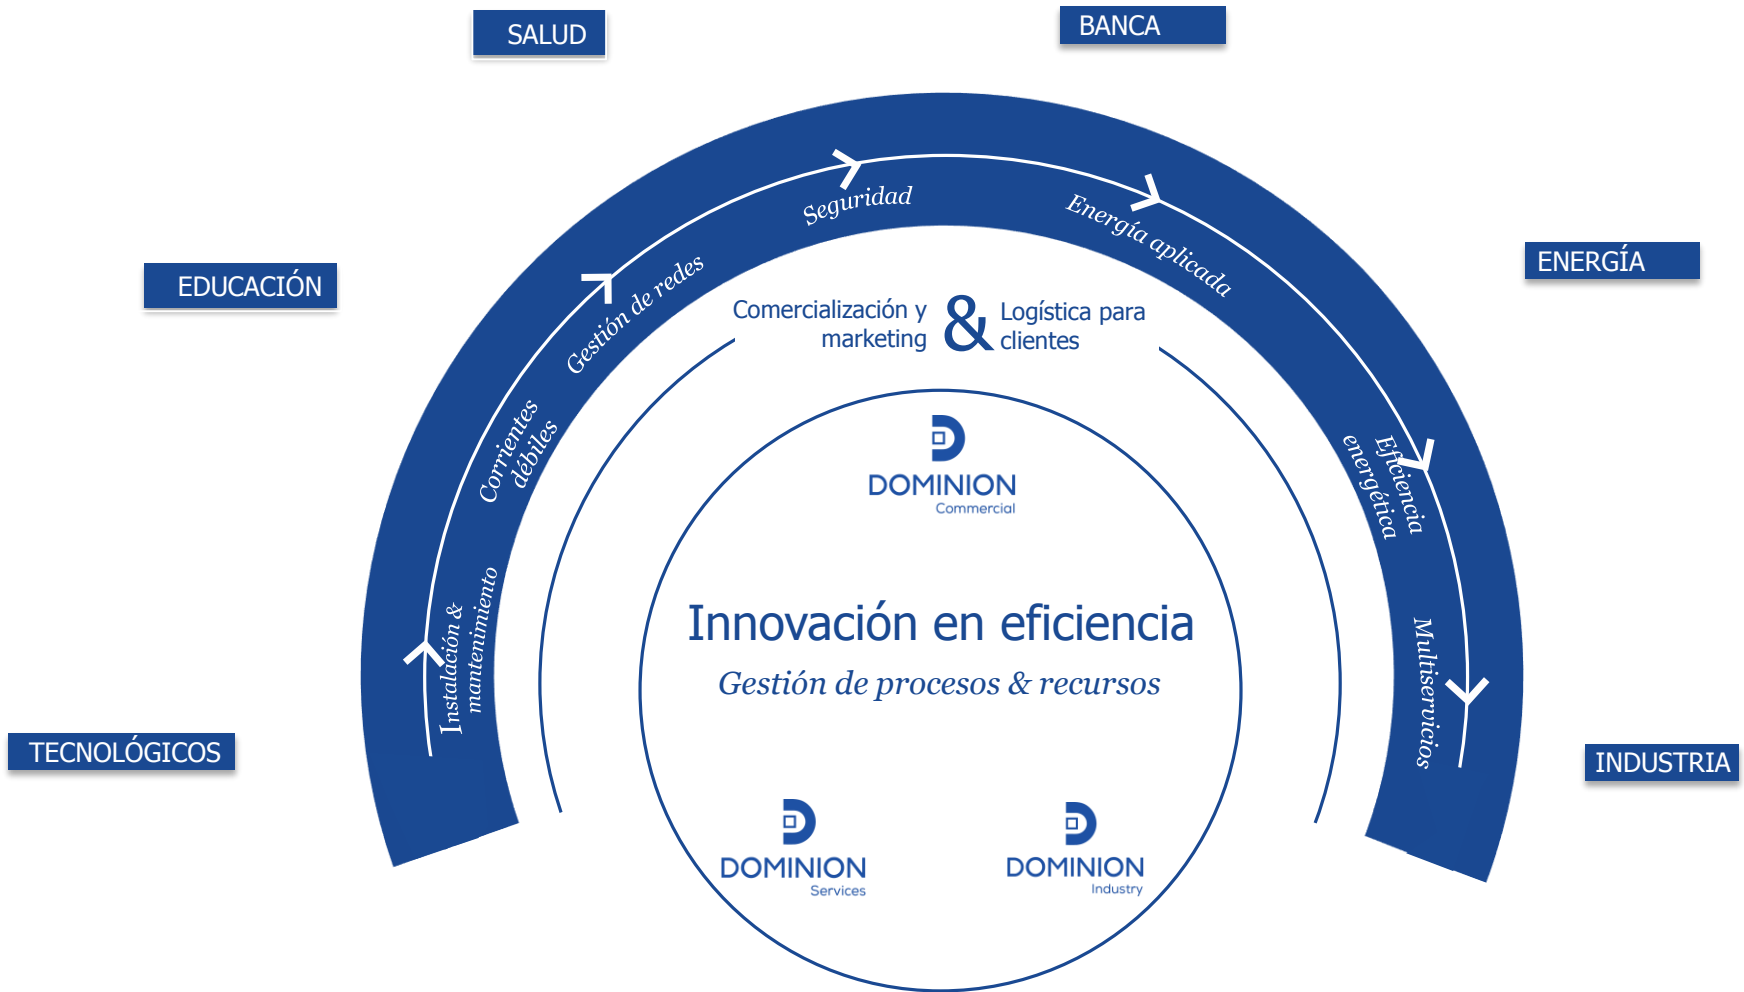 SALUD
BANCA
EDUCACIÓN
ENERGÍA
TECNOLÓGICOS
INDUSTRIA
Instalación &
mantenimiento
Corrientes
débiles
Gestión de redes
Seguridad
Energía aplicada
Eficiencia
energética
Multiservicios
Comercialización y
marketing
&
Logística para
clientes
DOMINION
Commercial
Innovación en eficiencia
Gestión de procesos & recursos
DOMINION
Services
DOMINION
Industry